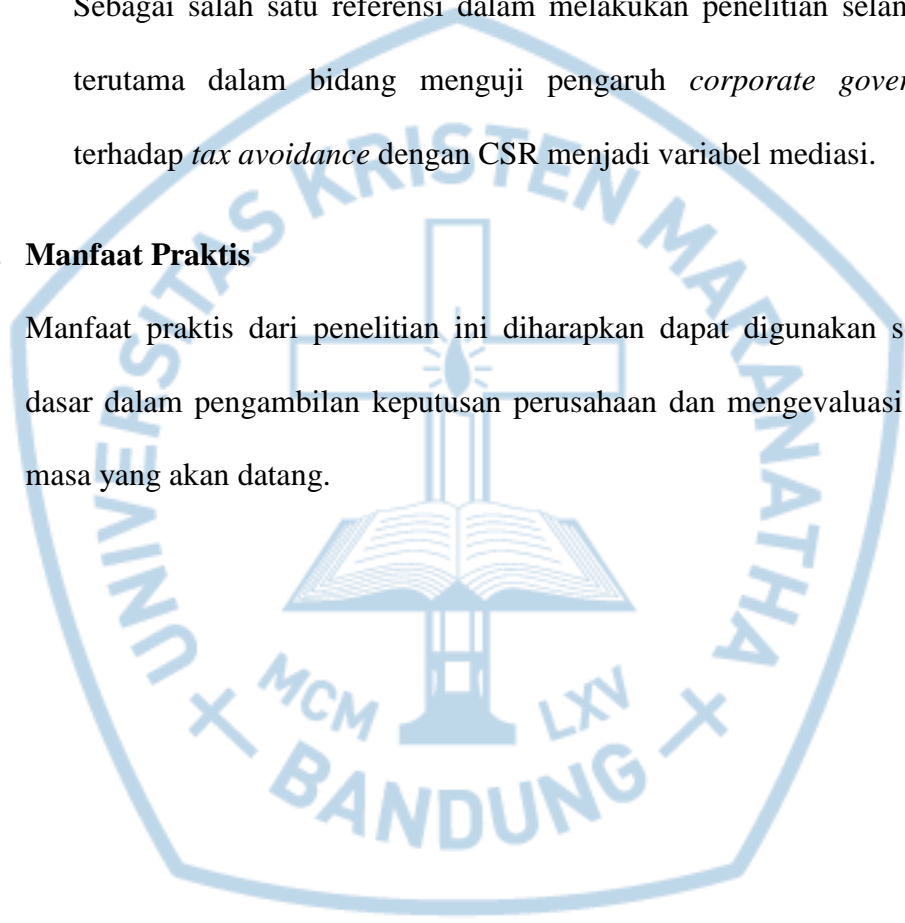 Sebagai salah satu referensi dalam melakukan penelitian
terutama dalam bidang menguji pengaruh corporate
terhadap tax avoidance dengan CSR menjadi variabel mediasi.
Manfaat Praktis
Manfaat praktis dari penelitian ini diharapkan dapat digunakan
dasar dalam pengambilan keputusan perusahaan dan mengevaluasi
masa yang akan datang.
UNIVERSITAS KRISTEN MARANATHA
MCM LXV
BANDUNG